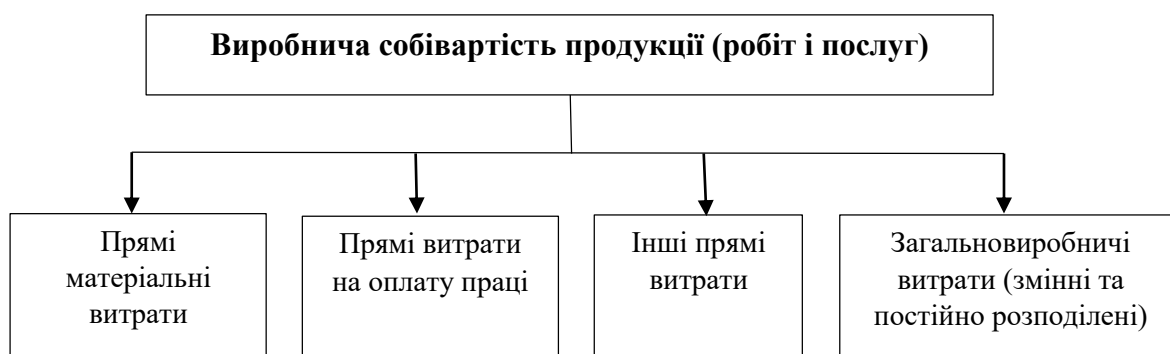 Виробнича собівартість продукції (робіт і послуг)
Прямі
матеріальні
витрати
Прямі витрати
на оплату праці
Інші прямі
витрати
Загальновиробничі
витрати (змінні та
постійно розподілені)